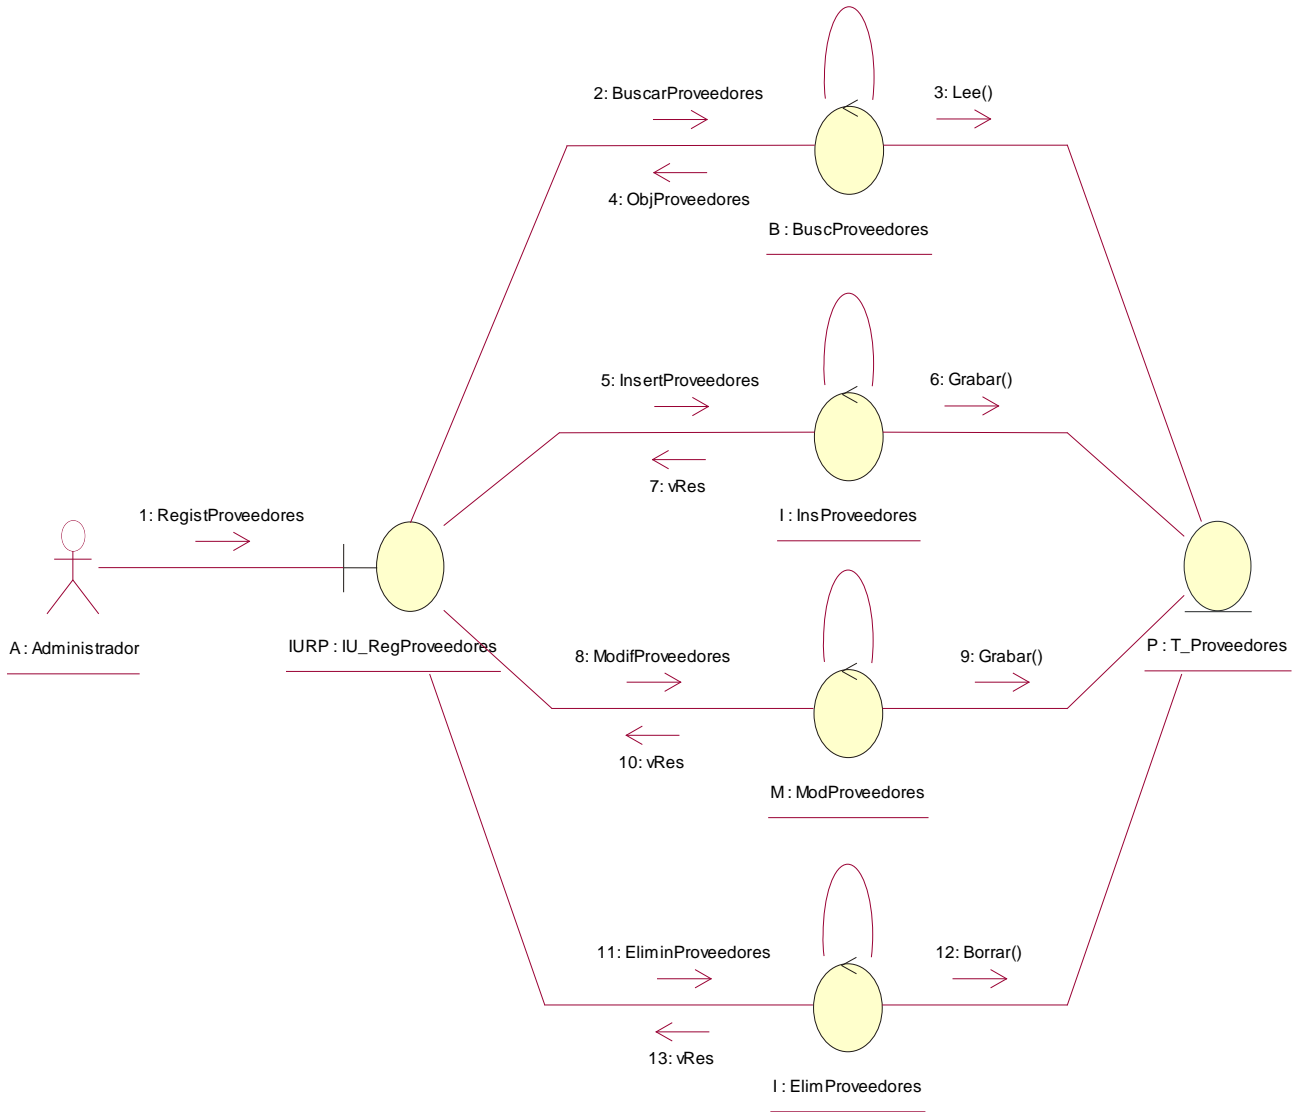 2: BuscarProveedores
3: Lee()
4: ObjProveedores
B : BuscProveedores
5: InsertProveedores
6: Grabar()
7: vRes
I : InsProveedores
1: RegistProveedores
A : Administrador
IURP : IU_RegProveedores
P : T_Proveedores
8: ModifProveedores
9: Grabar()
10: vRes
M : ModProveedores
11: EliminProveedores
12: Borrar()
13: vRes
I : ElimProveedores